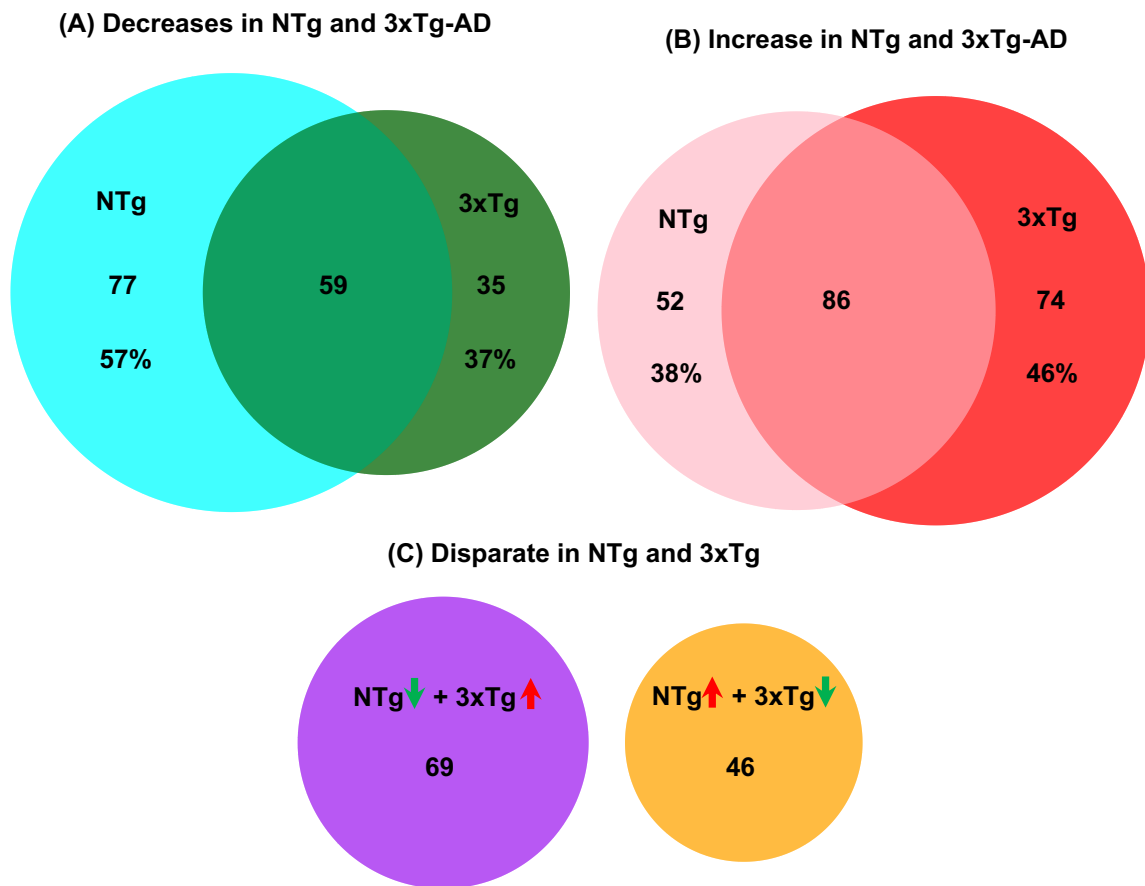 (A) Decreases in NTg and 3xTg-AD
NTg
77
57%
59
3xTg
35
37%
(B) Increase in NTg and 3xTg-AD
NTg
52
38%
86
3xTg
74
46%
(C) Disparate in NTg and 3xTg
NTg + 3xTg
69
NTg + 3xTg
46